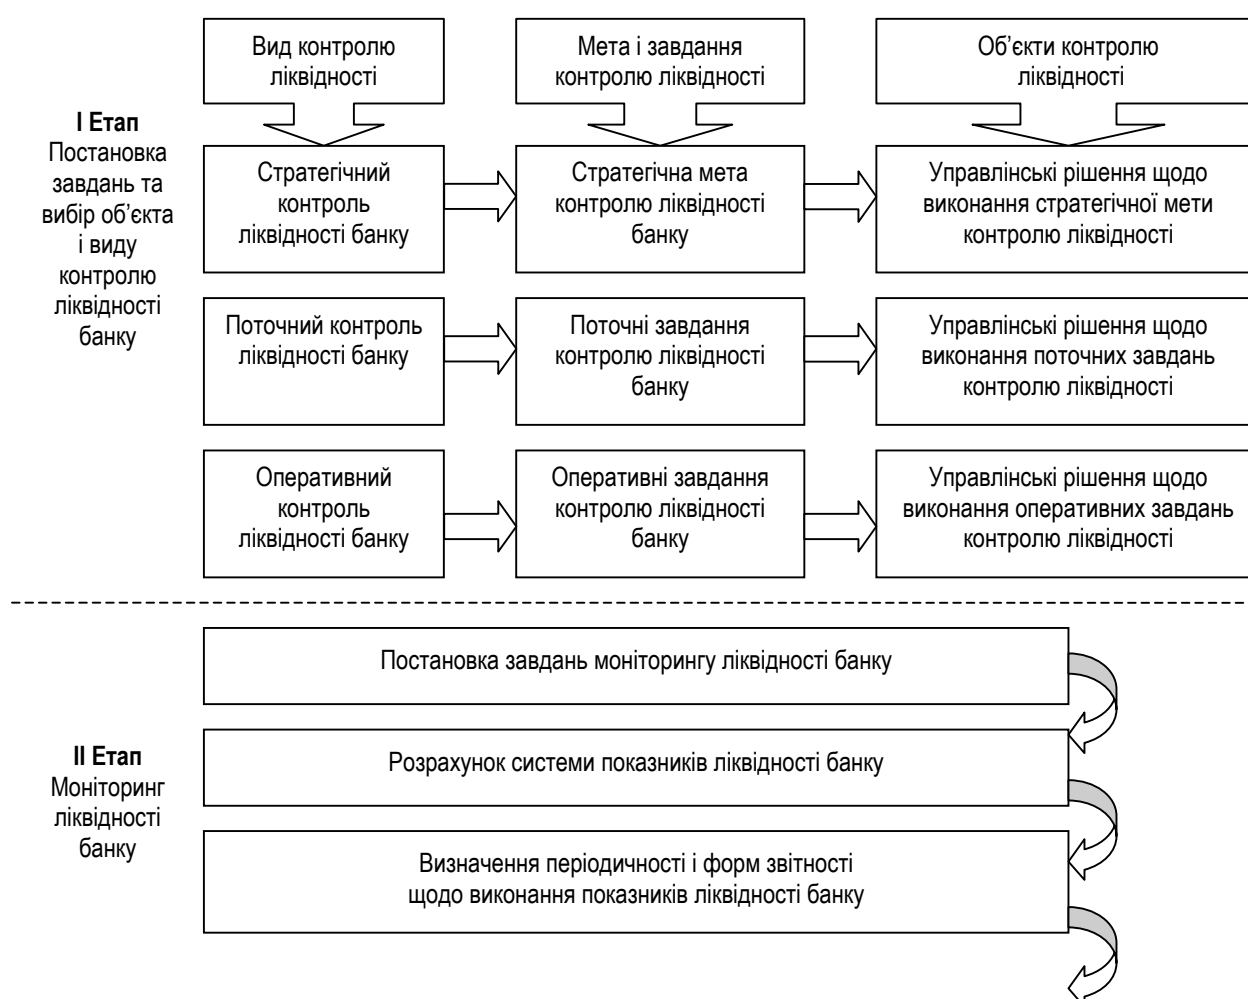 Вид контролю
ліквідності
Мета і завдання
контролю ліквідності
Об’єкти контролю
ліквідності
І Етап
Постановка
завдань та
вибір об’єкта
і виду
контролю
ліквідності
банку
Стратегічний
контроль
ліквідності банку
Стратегічна мета
контролю ліквідності
банку
Управлінські рішення щодо
виконання стратегічної мети
контролю ліквідності
Поточний контроль
ліквідності банку
Поточні завдання
контролю ліквідності
банку
Управлінські рішення щодо
виконання поточних завдань
контролю ліквідності
Оперативний
контроль
ліквідності банку
Оперативні завдання
контролю ліквідності
банку
Управлінські рішення щодо
виконання оперативних завдань
контролю ліквідності
ІІ Етап
Моніторинг
ліквідності
банку
Постановка завдань моніторингу ліквідності банку
Розрахунок системи показників ліквідності банку
Визначення періодичності і форм звітності
щодо виконання показників ліквідності банку